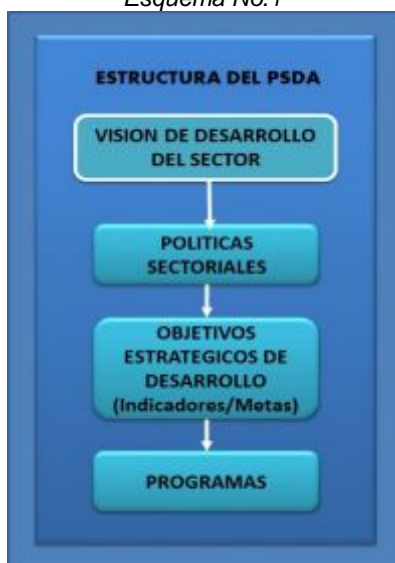 Esquema No.1
ESTRUCTURA DEL PSDA
VISION DE DESARROLLO
DEL SECTOR
POLITICAS
SECTORIALES
OBJETIVOS
ESTRATEGICOS DE
DESARROLLO
(Indicadores/Metas)
PROGRAMAS